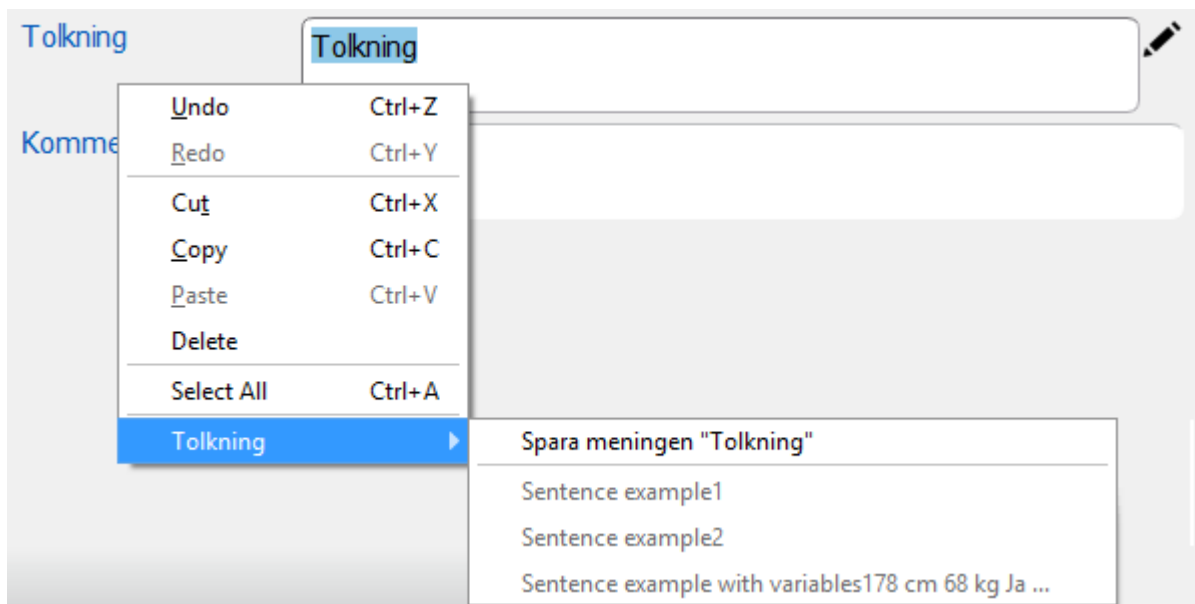 Tolkning
Tolkning
Undo Ctrl+Z
Komme
Redo Ctrl+Y
Cut Ctrl+X
Copy Ctrl+C
Paste Ctrl+V
Delete
Select All Ctrl+A
Tolkning
Spara meningen "Tolkning"
Sentence example1
Sentence example2
Sentence example with variables178 cm 68 kg Ja ...